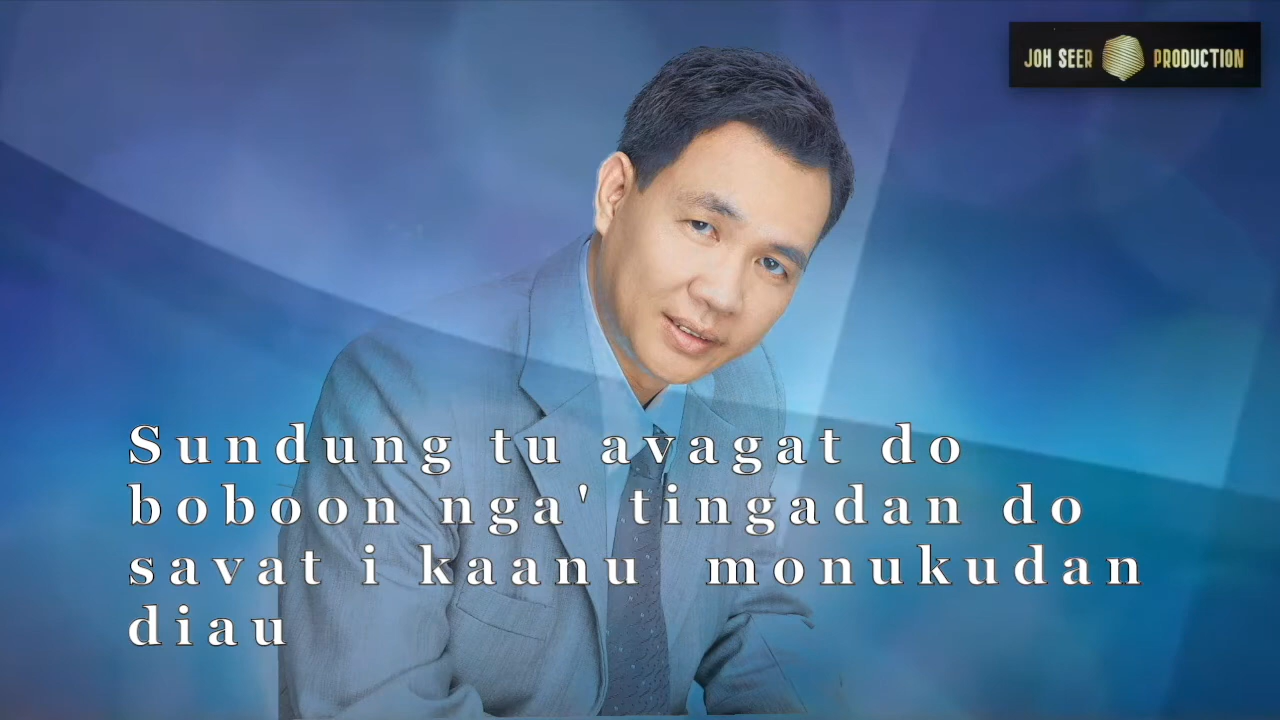 JOH SEER PRODUCTION
Sundung tu avagat do
boboon nga' tingadan do
savat i kaanu monukudan
diau